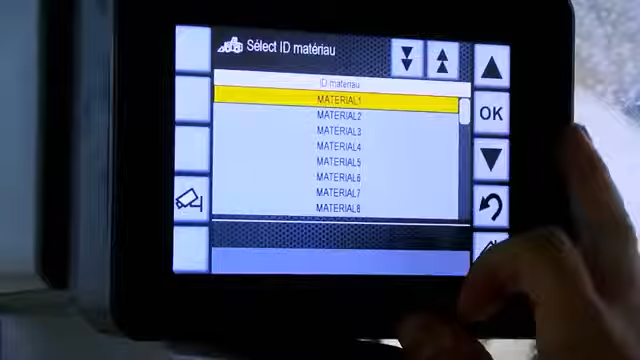 Sélect ID matériau
ID matériau
MATERIAL1
MATERIAL2
MATERIAL3
MATERIAL4
MATERIAL5
MATERIAL6
MATERIAL7
MATERIAL8
OK